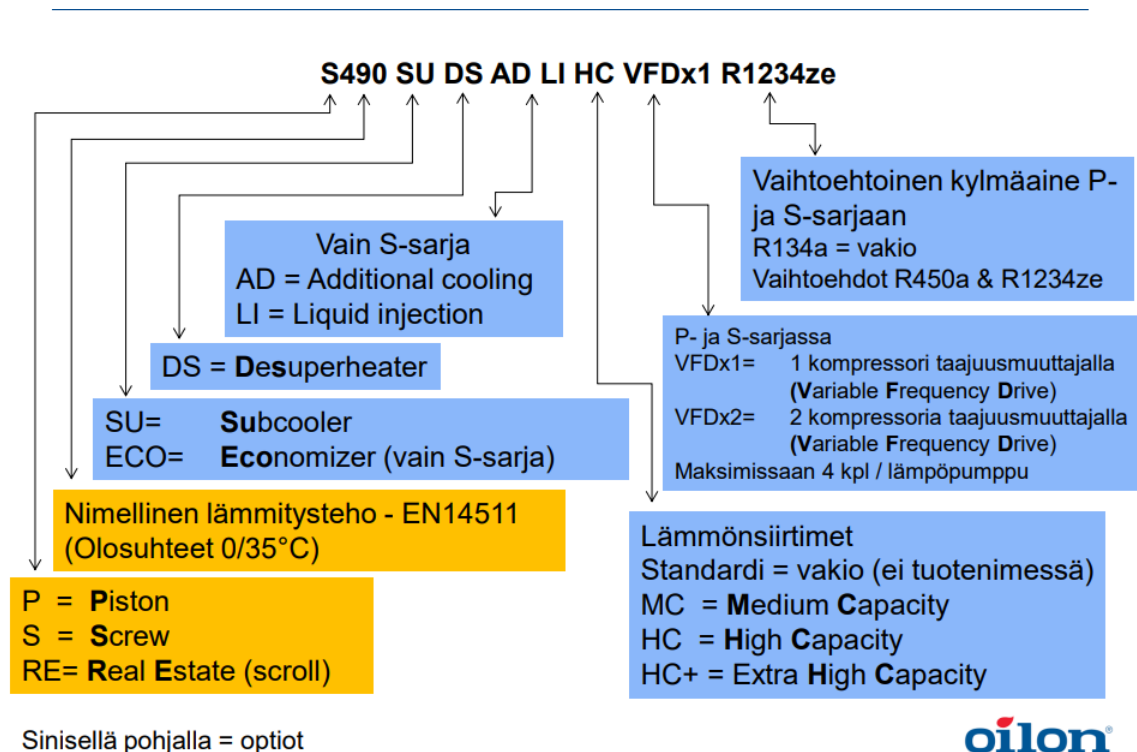 S490 SU DS AD LI HC VFDx1 R1234ze
Vaihtoehtoinen kylmäaine P-
ja S-sarjaan
R134a = vakio
Vaihtoehdot R450a & R1234ze
Vain S-sarja
AD = Additional cooling
LI = Liquid injection
P- ja S-sarjassa
VFDx1= 1 kompressori taajuusmuuttajalla
(Variable Frequency Drive)
VFDx2= 2 kompressoria taajuusmuuttajalla
(Variable Frequency Drive)
Maksimissaan 4 kpl / lämpöpumppu
DS = Desuperheater
SU= Subcooler
ECO= Economizer (vain S-sarja)
Nimellinen lämmitysteho - EN14511
(Olosuhteet 0/35°C)
Lämmönsiirtimet
Standardi = vakio (ei tuotenimessä)
MC = Medium Capacity
HC = High Capacity
HC+ = Extra High Capacity
P = Piston
S = Screw
RE= Real Estate (scroll)
Sinisellä pohjalla = optiot
oilon®